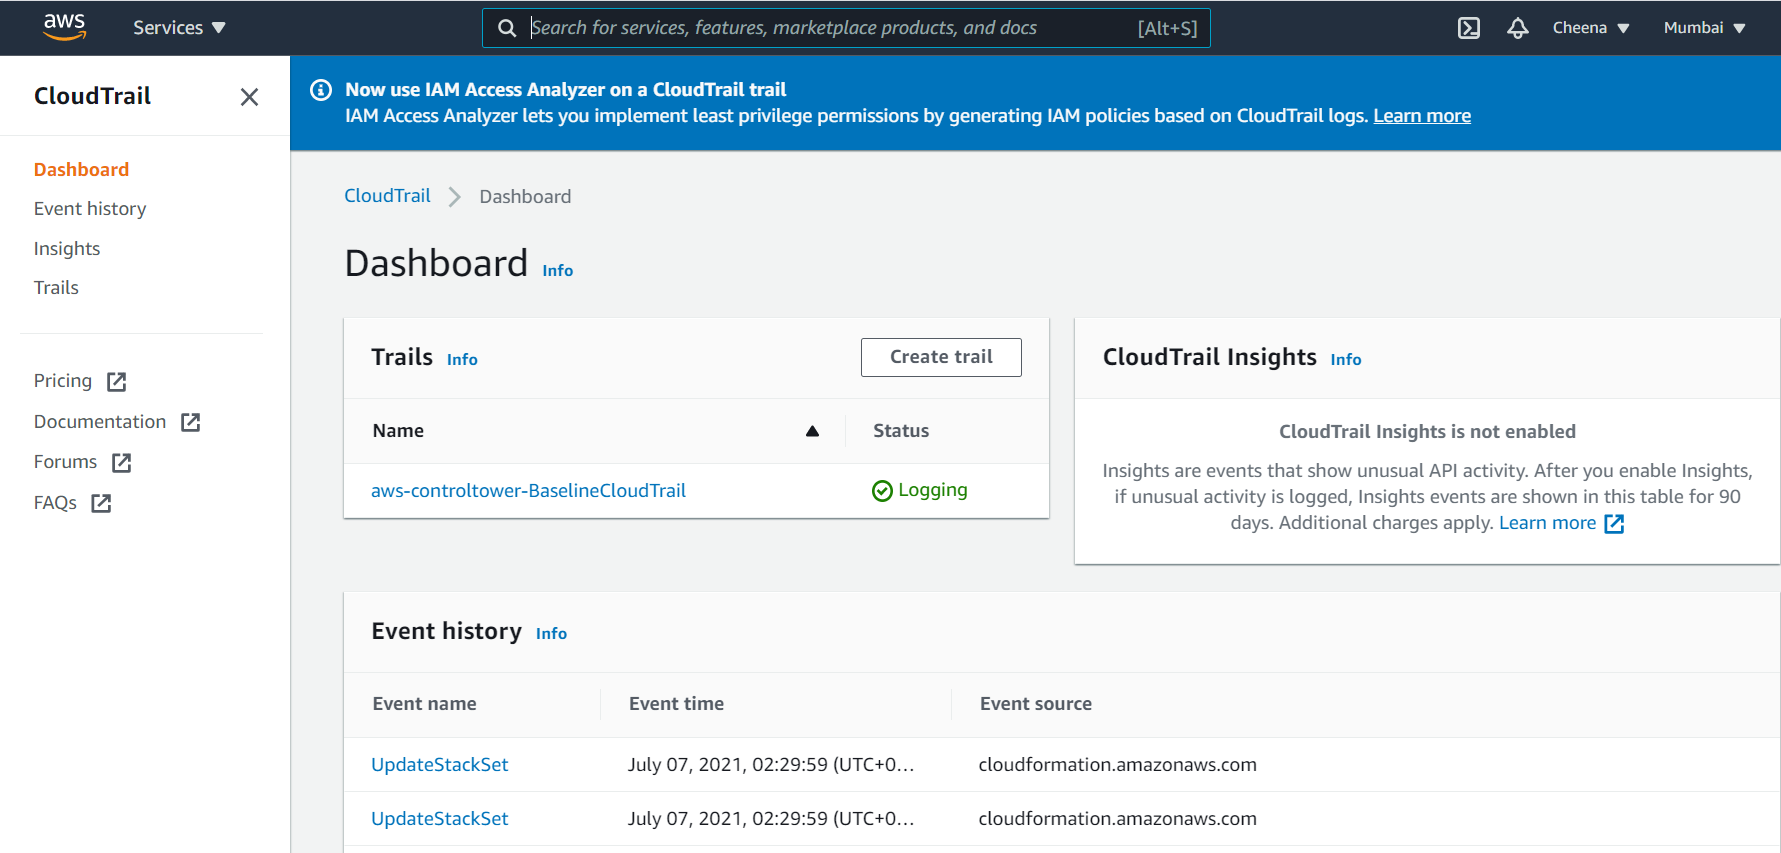 aws
Services
Search for services, features, marketplace products, and docs
[Alt+S]
Cheena
Mumbai
CloudTrail
Dashboard
Event history
Insights
Trails
Pricing
Documentation
Forums
FAQs
Now use IAM Access Analyzer on a CloudTrail trail
IAM Access Analyzer lets you implement least privilege permissions by generating IAM policies based on CloudTrail logs. Learn more
CloudTrail Dashboard
Dashboard Info
Trails Info
Create trail
Name Status
aws-controltower-BaselineCloudTrail Logging
CloudTrail Insights Info
CloudTrail Insights is not enabled
Insights are events that show unusual API activity. After you enable Insights,
if unusual activity is logged, Insights events are shown in this table for 90
days. Additional charges apply. Learn more
Event history Info
Event name Event time Event source
UpdateStackSet July 07, 2021, 02:29:59 (UTC+0… cloudformation.amazonaws.com
UpdateStackSet July 07, 2021, 02:29:59 (UTC+0… cloudformation.amazonaws.com